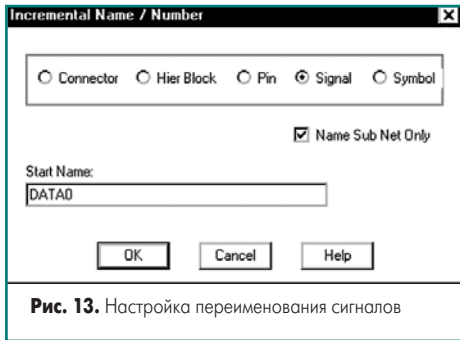 Incremental Name / Number
Connector Hier Block Pin Signal Symbol
Name Sub Net Only
Start Name:
DATA0
OK Cancel Help
Рис. 13. Настройка переименования сигналов